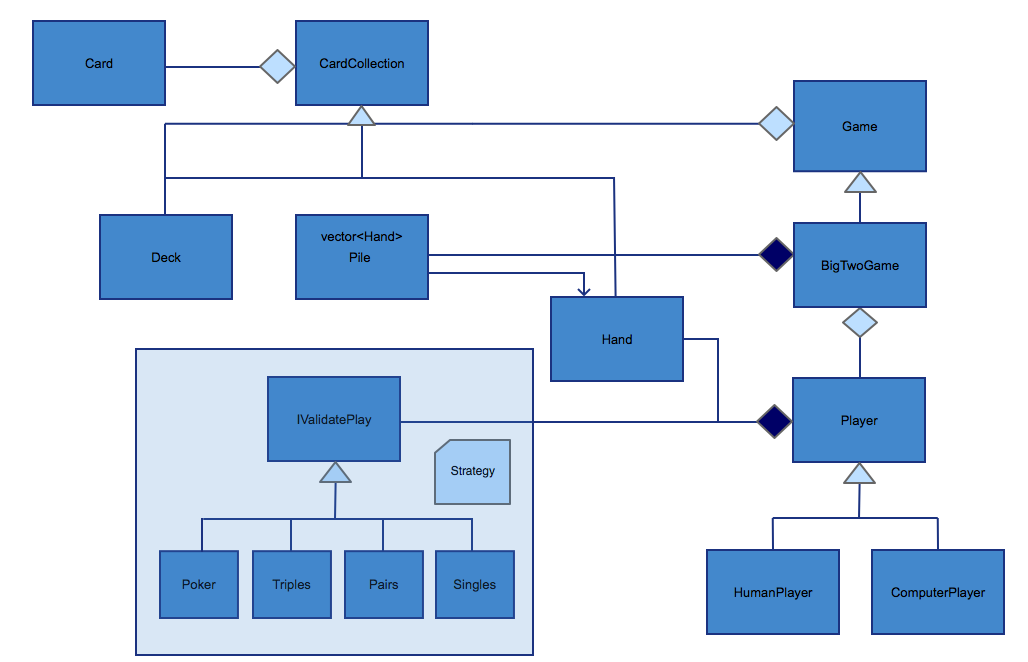 Card
CardCollection
Game
Deck
vector<Hand>
Pile
BigTwoGame
Hand
IValidatePlay
Strategy
Player
Poker
Triples
Pairs
Singles
HumanPlayer
ComputerPlayer